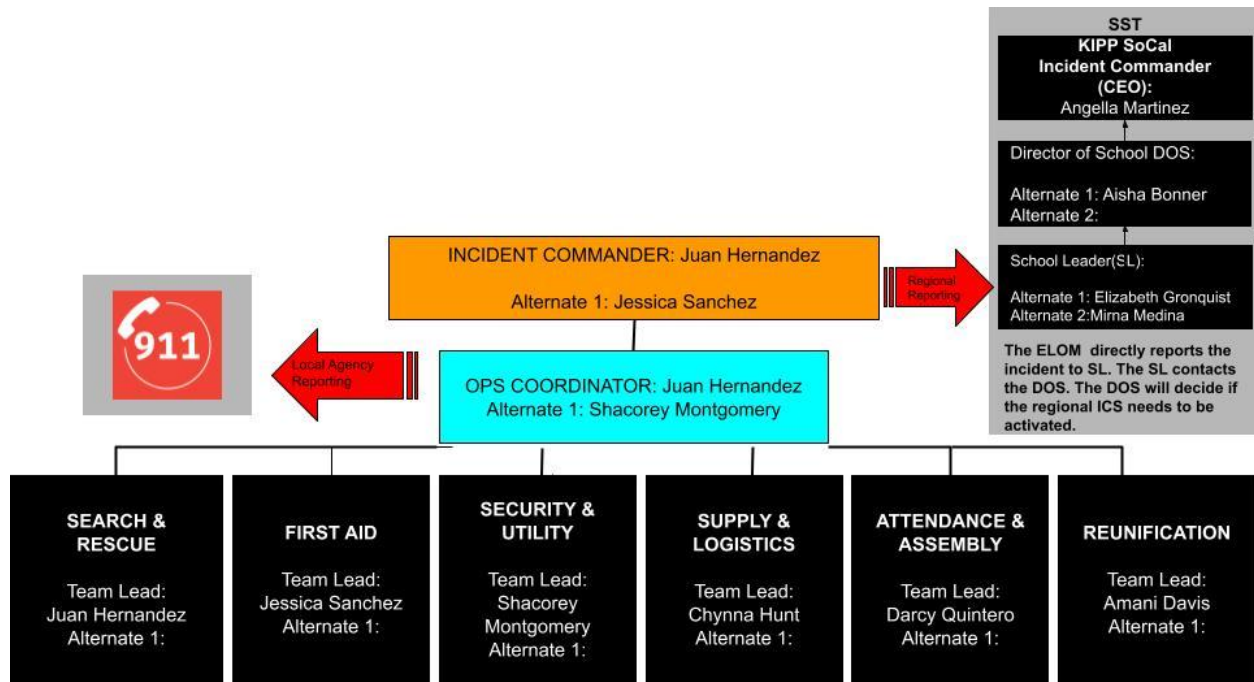 SST
KIPP SoCal
Incident Commander
(CEO):
Angella Martinez
Director of School DOS:
Alternate 1: Aisha Bonner
Alternate 2:
School Leader(SL):
Alternate 1: Elizabeth Gronquist
Alternate 2:Mirna Medina
The ELOM directly reports the
incident to SL. The SL contacts
the DOS. The DOS will decide if
the regional ICS needs to be
activated.
INCIDENT COMMANDER: Juan Hernandez
Alternate 1: Jessica Sanchez
Regional
Reporting
911
Local Agency
Reporting
OPS COORDINATOR: Juan Hernandez
Alternate 1: Shacorey Montgomery
SEARCH &
RESCUE
Team Lead:
Juan Hernandez
Alternate 1:
FIRST AID
Team Lead:
Jessica Sanchez
Alternate 1:
SECURITY &
UTILITY
Team Lead:
Shacorey
Montgomery
Alternate 1:
SUPPLY &
LOGISTICS
Team Lead:
Chynna Hunt
Alternate 1:
ATTENDANCE &
ASSEMBLY
Team Lead:
Darcy Quintero
Alternate 1:
REUNIFICATION
Team Lead:
Amani Davis
Alternate 1: